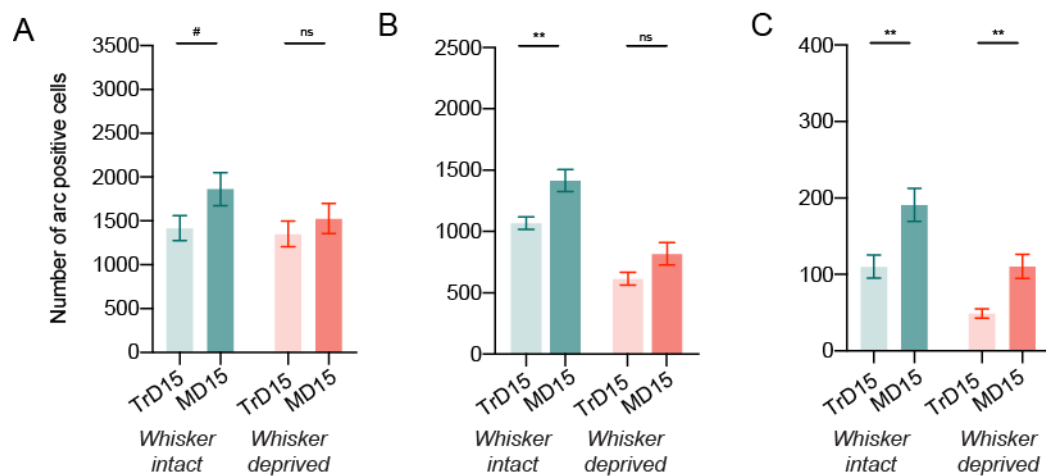 A
Number of arc positive cells
3500
3000
2500
2000
1500
1000
500
0
#
ns
TrD15
MD15
TrD15
MD15
Whisker
intact
Whisker
deprived
B
2500
2000
1500
1000
500
0
**
ns
TrD15
MD15
TrD15
MD15
Whisker
intact
Whisker
deprived
C
400
300
200
100
0
**
**
TrD15
MD15
TrD15
MD15
Whisker
intact
Whisker
deprived